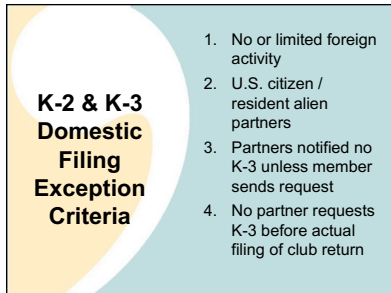 K-2 & K-3
Domestic
Filing
Exception
Criteria
1. No or limited foreign
activity
2. U.S. citizen /
resident alien
partners
3. Partners notified no
K-3 unless member
sends request
4. No partner requests
K-3 before actual
filing of club return